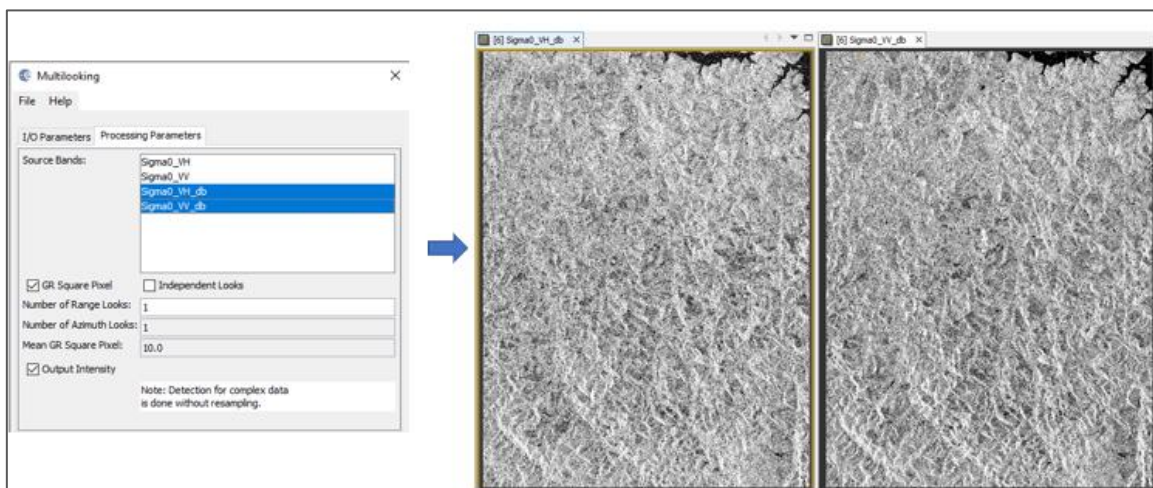 Multilooking
File Help
I/O Parameters Processing Parameters
Source Bands:
Sigma0_VH
Sigma0_VV
Sigma0_VH_db
Sigma0_VV_db
GR Square Pixel Independent Looks
Number of Range Looks: 1
Number of Azimuth Looks: 1
Mean GR Square Pixel: 10.0
Output Intensity
Note: Detection for complex data
is done without resampling.
[6] Sigma0_VH_db
[6] Sigma0_VV_db